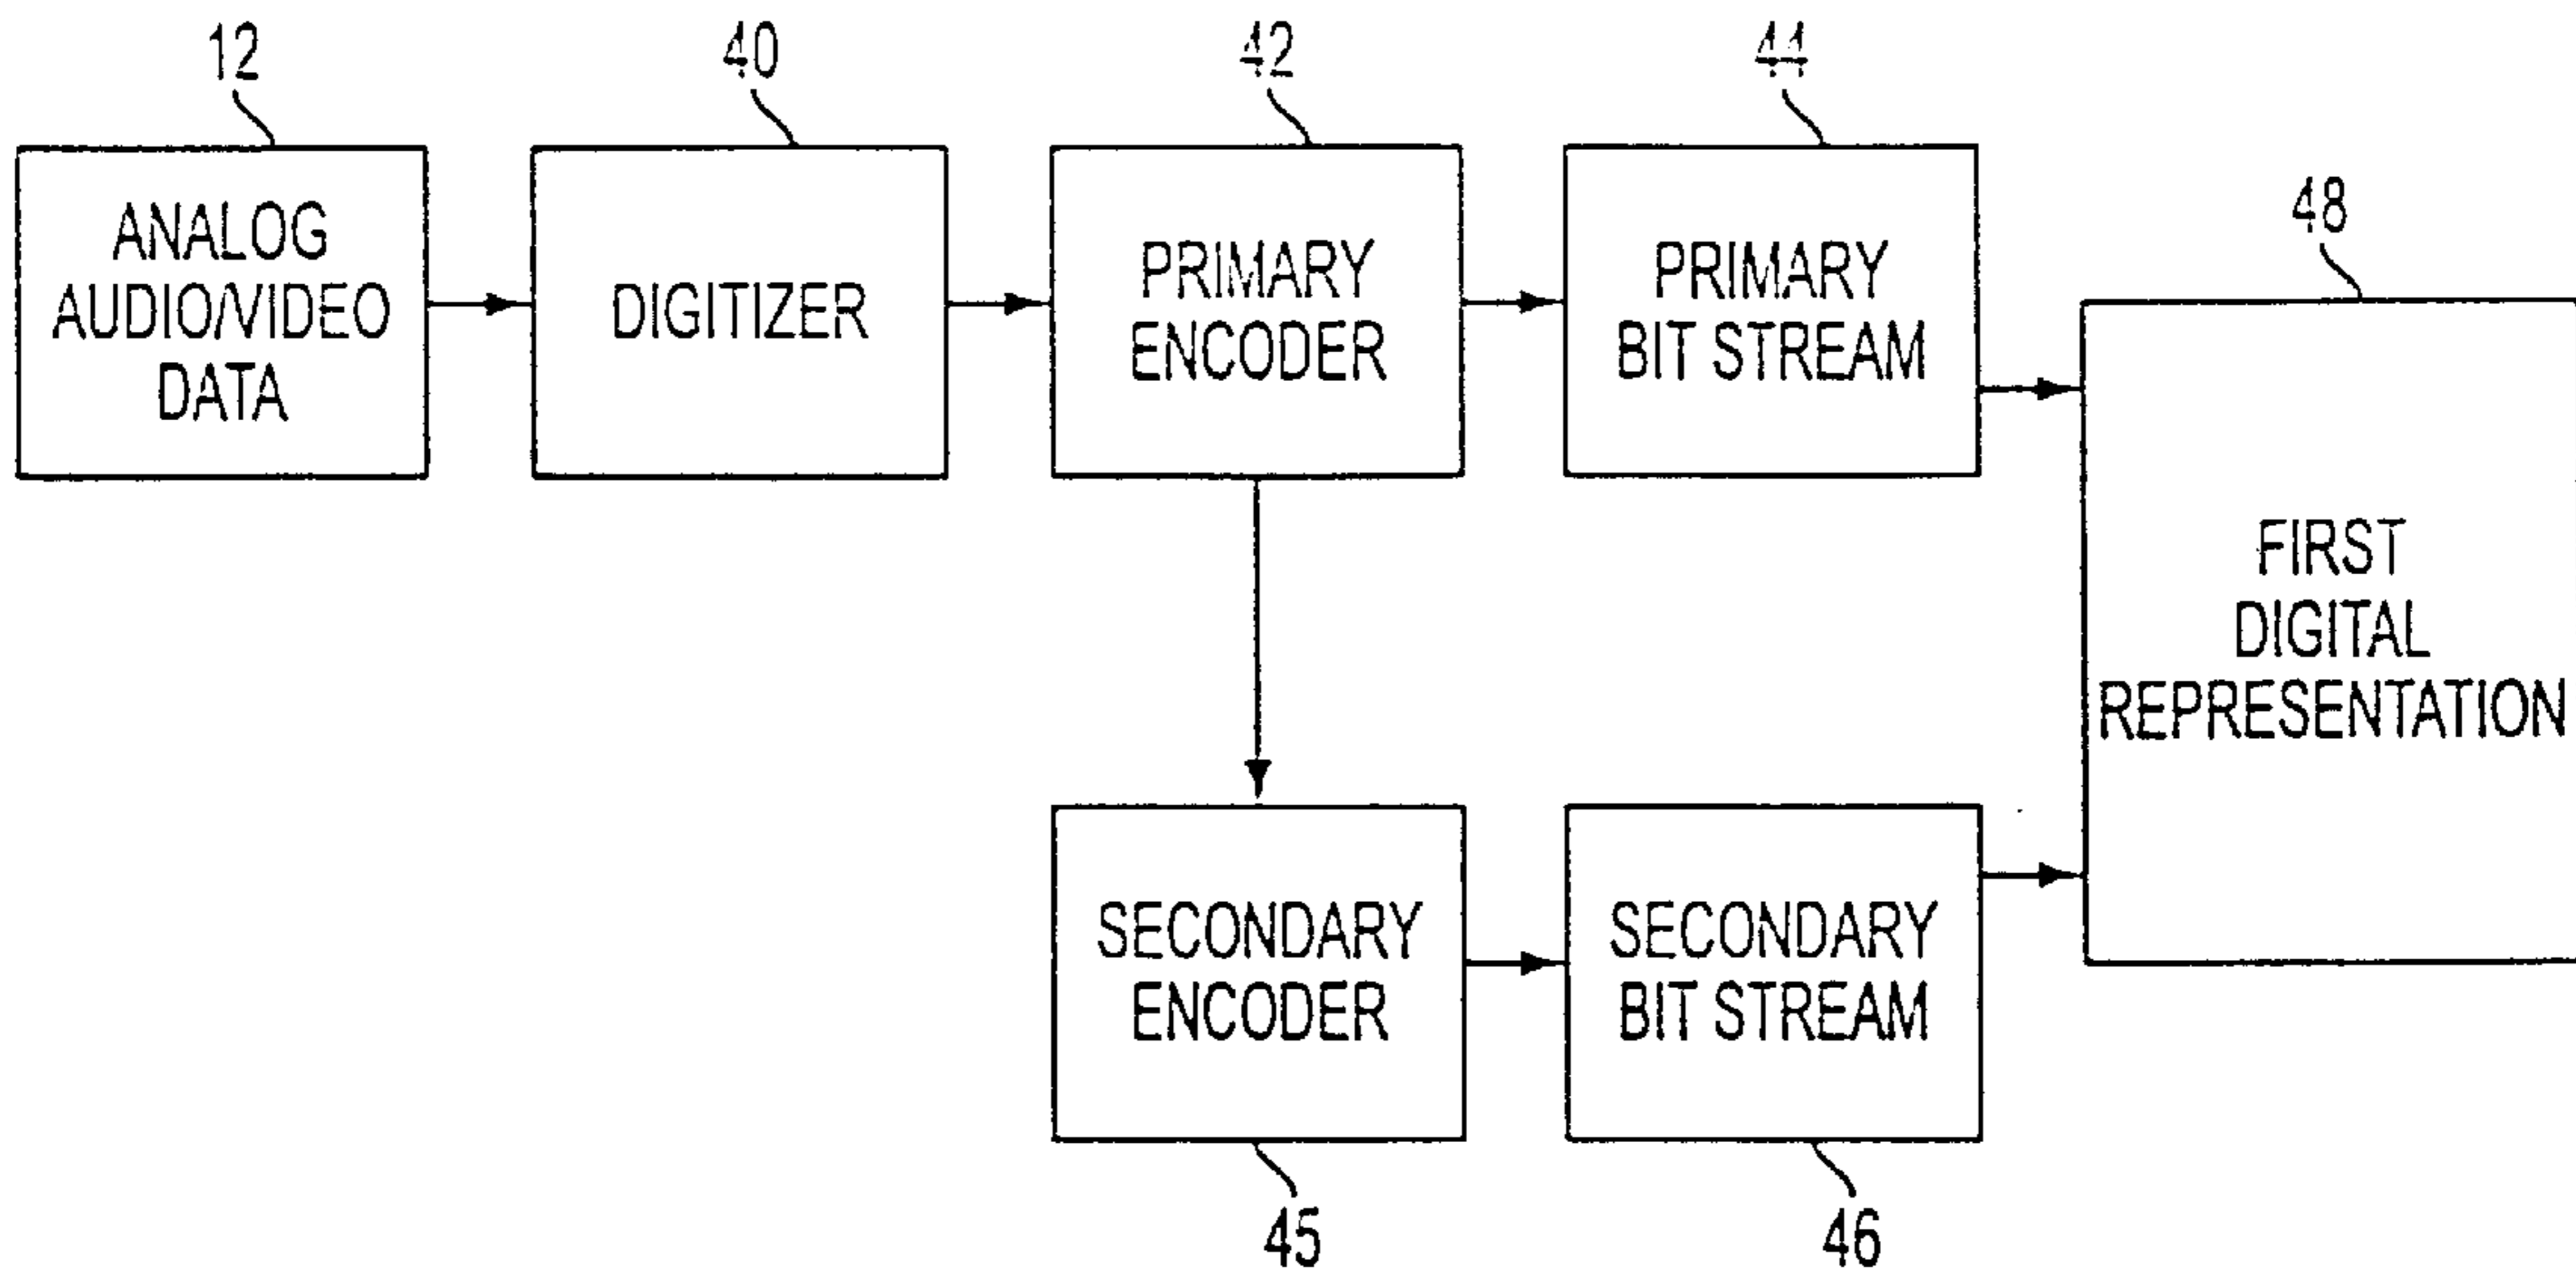 12
40
42
44
48
ANALOG
AUDIO/VIDEO
DATA
DIGITIZER
PRIMARY
ENCODER
PRIMARY
BIT STREAM
FIRST
DIGITAL
REPRESENTATION
SECONDARY
ENCODER
SECONDARY
BIT STREAM
45
46